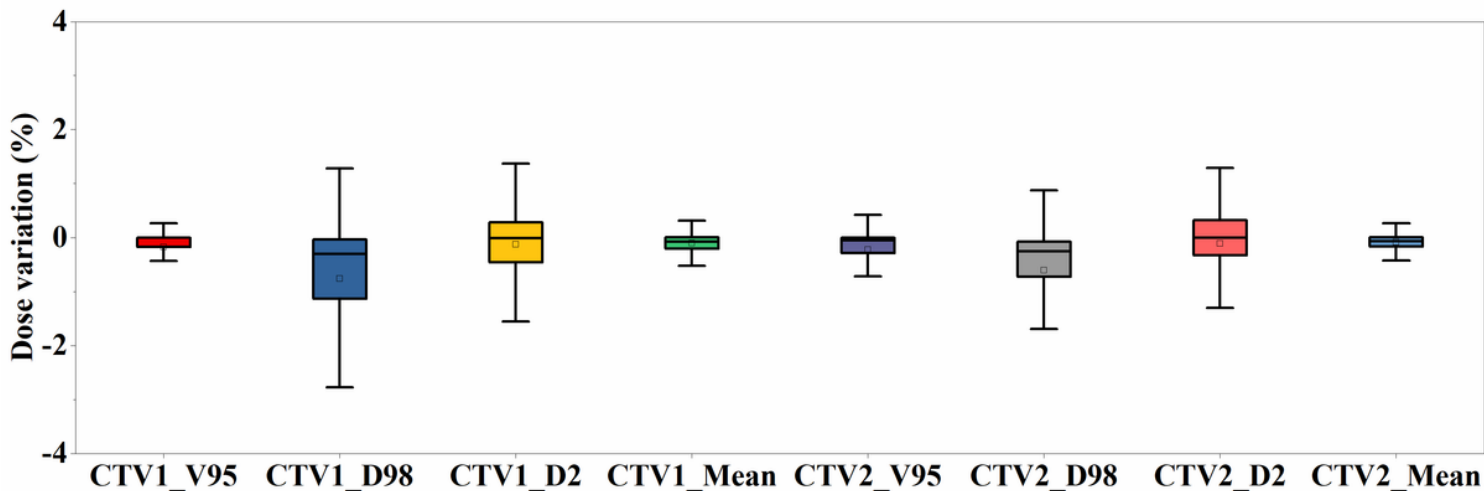 Dose variation (%)
4
2
0
-2
-4
CTV1_V95 CTV1_D98 CTV1_D2 CTV1_Mean CTV2_V95 CTV2_D98 CTV2_D2 CTV2_Mean